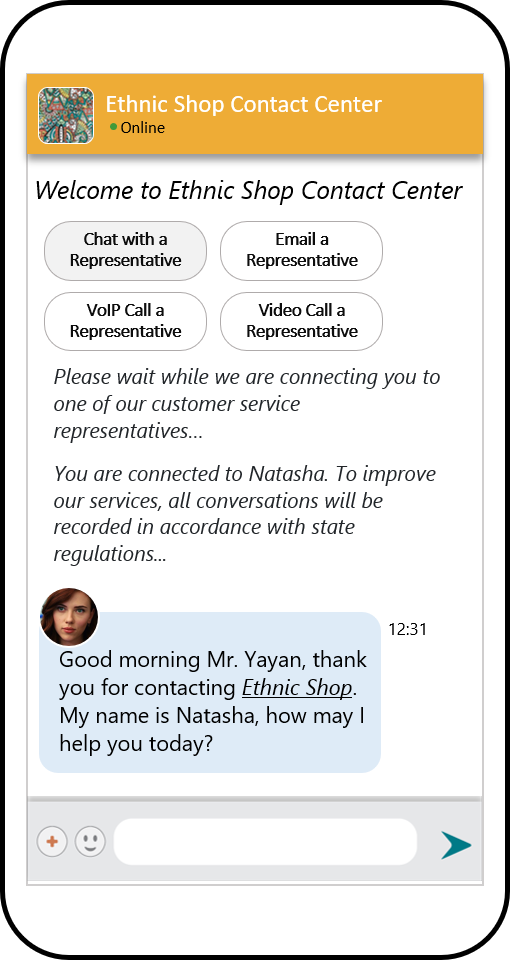 Ethnic Shop Contact Center
Online
Welcome to Ethnic Shop Contact Center
Chat with a
Representative
Email a
Representative
VoIP Call a
Representative
Video Call a
Representative
Please wait while we are connecting you to
one of our customer service
representatives...
You are connected to Natasha. To improve
our services, all conversations will be
recorded in accordance with state
regulations...
12:31
Good morning Mr. Yayan, thank
you for contacting Ethnic Shop.
My name is Natasha, how may I
help you today?